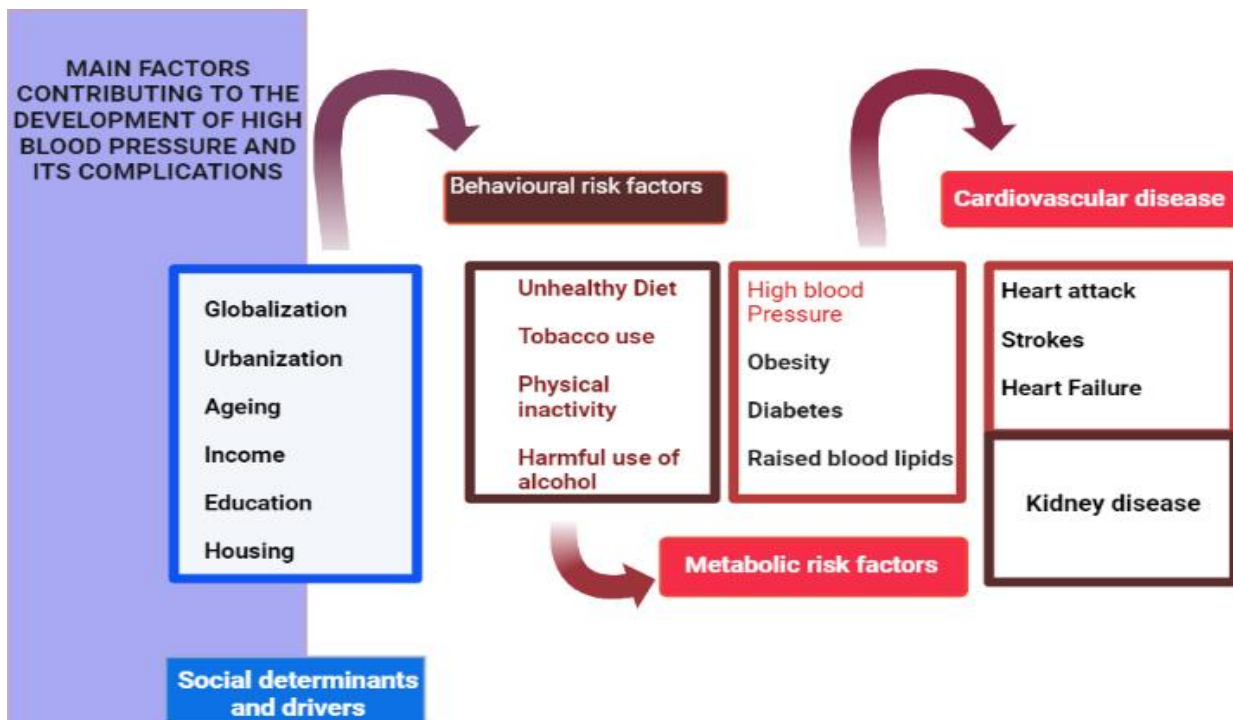 MAIN FACTORS
CONTRIBUTING TO THE
DEVELOPMENT OF HIGH
BLOOD PRESSURE AND
ITS COMPLICATIONS
Globalization
Urbanization
Ageing
Income
Education
Housing
Social determinants
and drivers
Behavioural risk factors
Unhealthy Diet
Tobacco use
Physical
inactivity
Harmful use of
alcohol
High blood
Pressure
Obesity
Diabetes
Raised blood lipids
Metabolic risk factors
Cardiovascular disease
Heart attack
Strokes
Heart Failure
Kidney disease